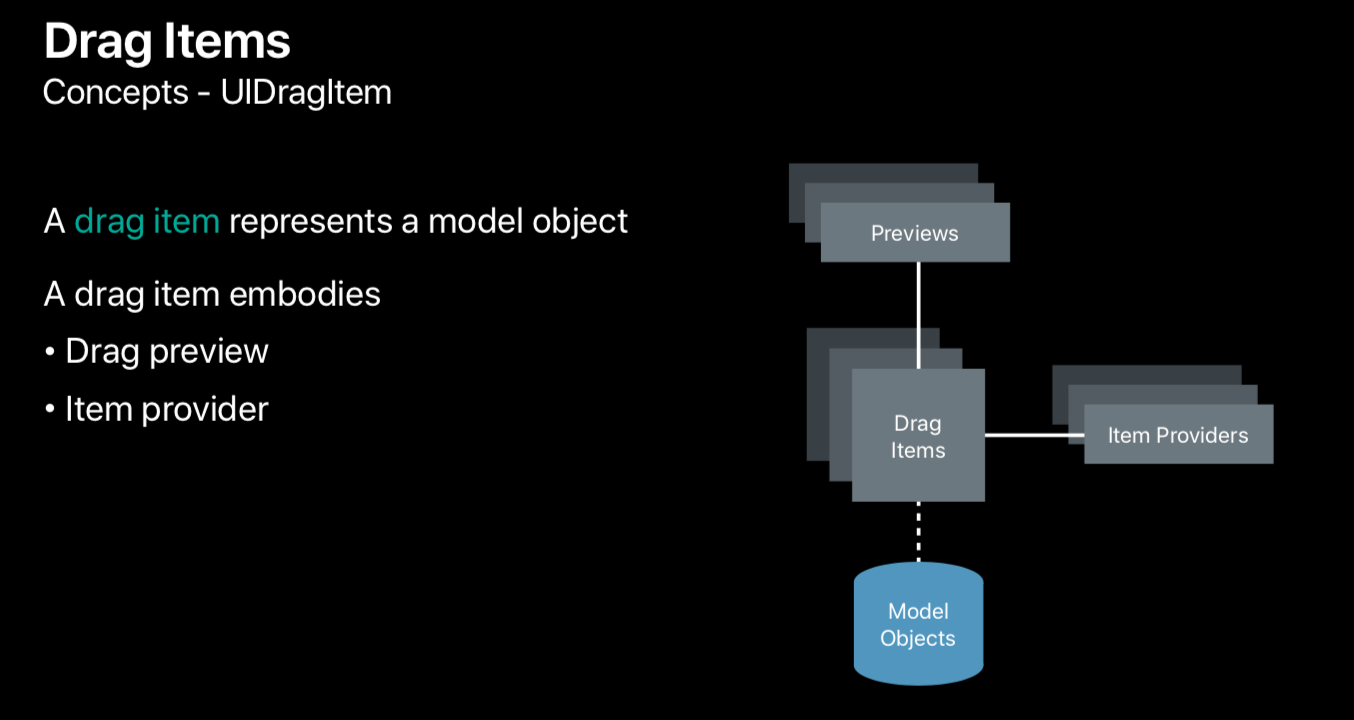 Drag Items
Concepts - UIDragItem
A drag item represents a model object
A drag item embodies
• Drag preview
• Item provider
Previews
Drag
Items
Item Providers
Model
Objects